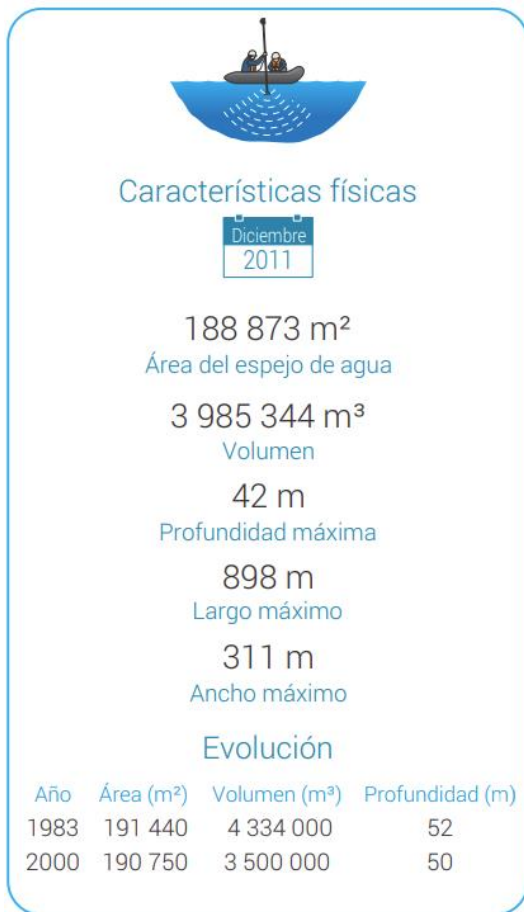 Características físicas
Diciembre
2011
188 873 m²
Área del espejo de agua
3 985 344 m³
Volumen
42 m
Profundidad máxima
898 m
Largo máximo
311 m
Ancho máximo
Evolución
Año Área (m²) Volumen (m³) Profundidad (m)
1983 191 440 4 334 000 52
2000 190 750 3 500 000 50